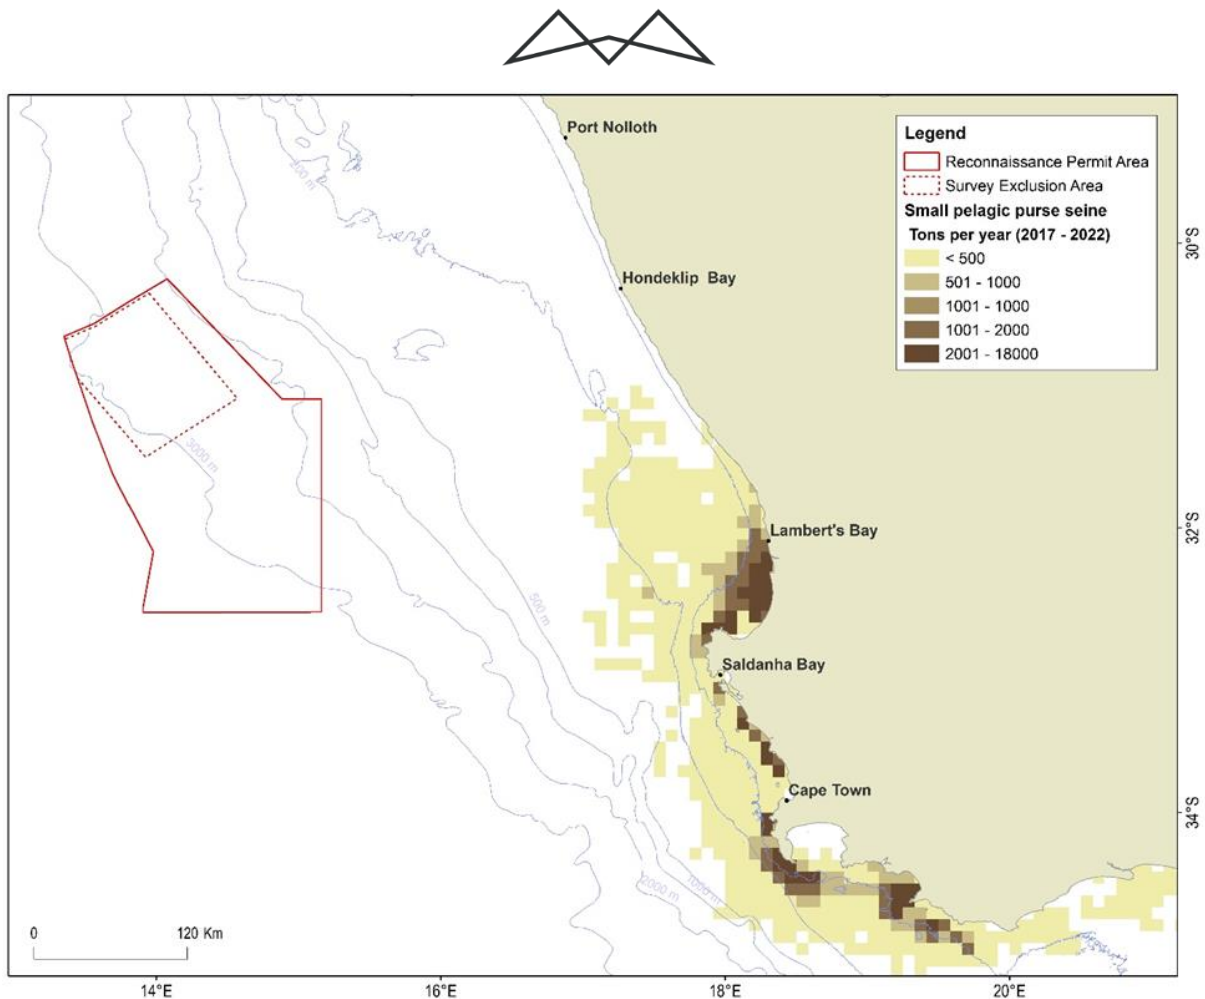 Port Nolloth
Legend
Reconnaissance Permit Area
Survey Exclusion Area
Small pelagic purse seine
Tons per year (2017 - 2022)
< 500
501 - 1000
1001 - 1000
1001 - 2000
2001 - 18000
200 m
30°S
Hondeklip Bay
3000 m
32°S
Lambert's Bay
500 m
Saldanha Bay
Cape Town
34°S
1000 m
2000 m
0 120 Km
14°E 16°E 18°E 20°E